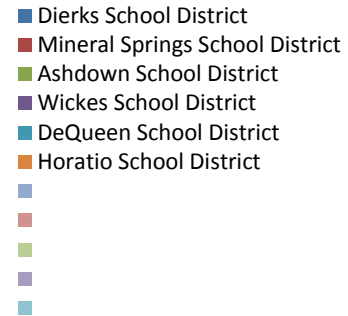 Dierks School District
Mineral Springs School District
Ashdown School District
Wickes School District
DeQueen School District
Horatio School District